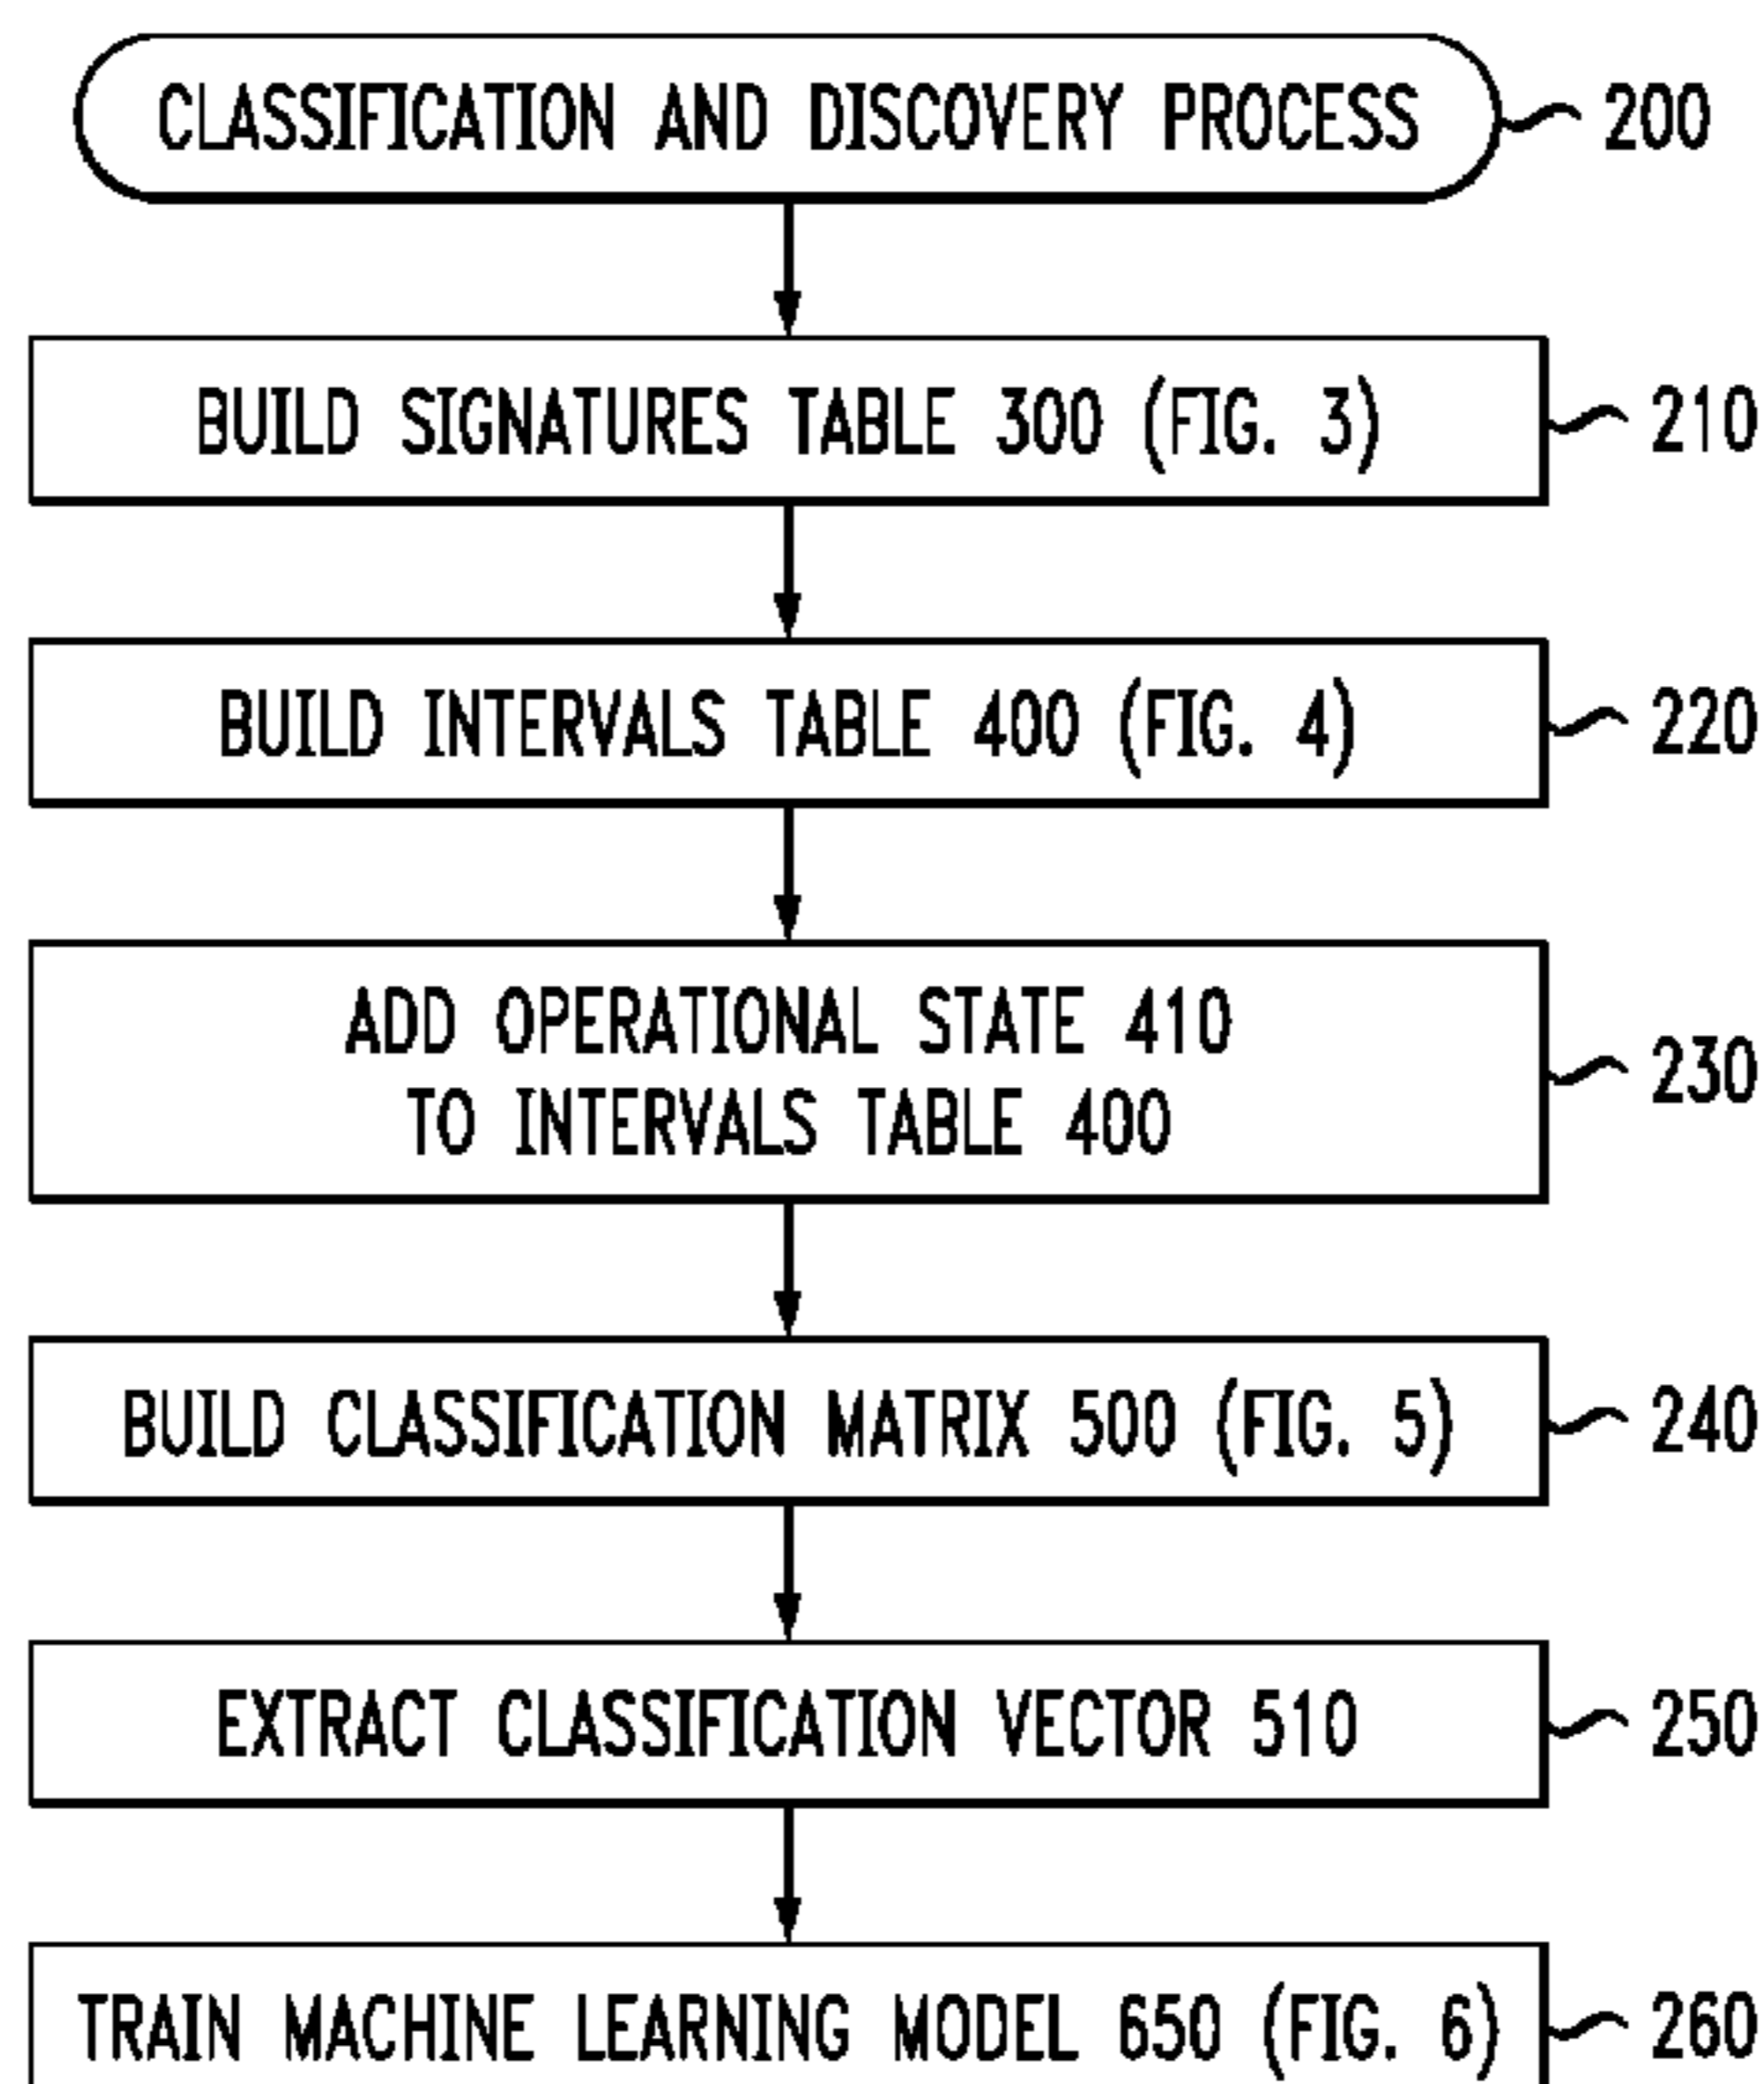 CLASSIFICATION AND DISCOVERY PROCESS 200
BUILD SIGNATURES TABLE 300 (FIG. 3) 210
BUILD INTERVALS TABLE 400 (FIG. 4) 220
ADD OPERATIONAL STATE 410
TO INTERVALS TABLE 400
230
BUILD CLASSIFICATION MATRIX 500 (FIG. 5) 240
EXTRACT CLASSIFICATION VECTOR 510 250
TRAIN MACHINE LEARNING MODEL 650 (FIG. 6) 260